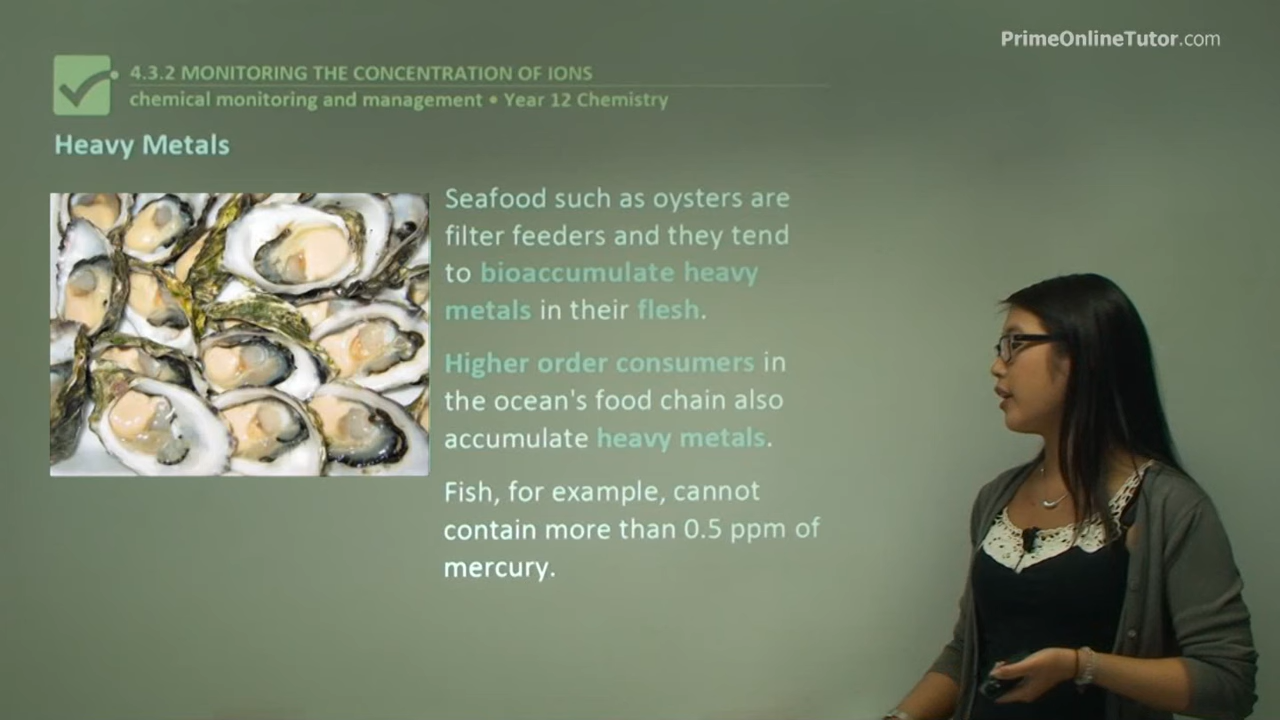 PrimeOnlineTutor.com
4.3.2 MONITORING THE CONCENTRATION OF IONS
chemical monitoring and management • Year 12 Chemistry
Heavy Metals
Seafood such as oysters are
filter feeders and they tend
to bioaccumulate heavy
metals in their flesh.
Higher order consumers in
the ocean's food chain also
accumulate heavy metals.
Fish, for example, cannot
contain more than 0.5 ppm of
mercury.